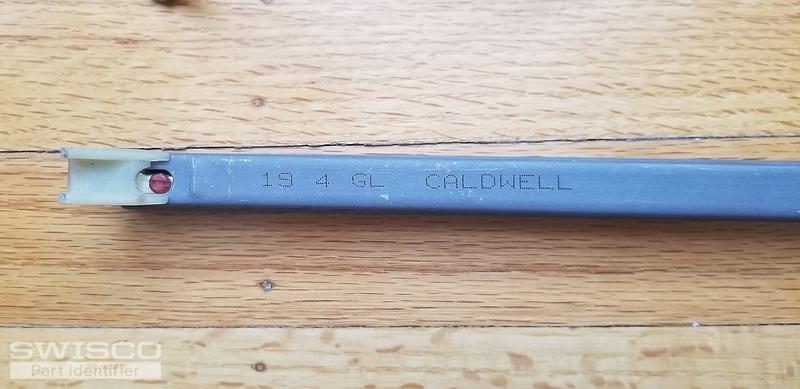 19 4 GL CALDWELL
SWISCO
Part Identifier